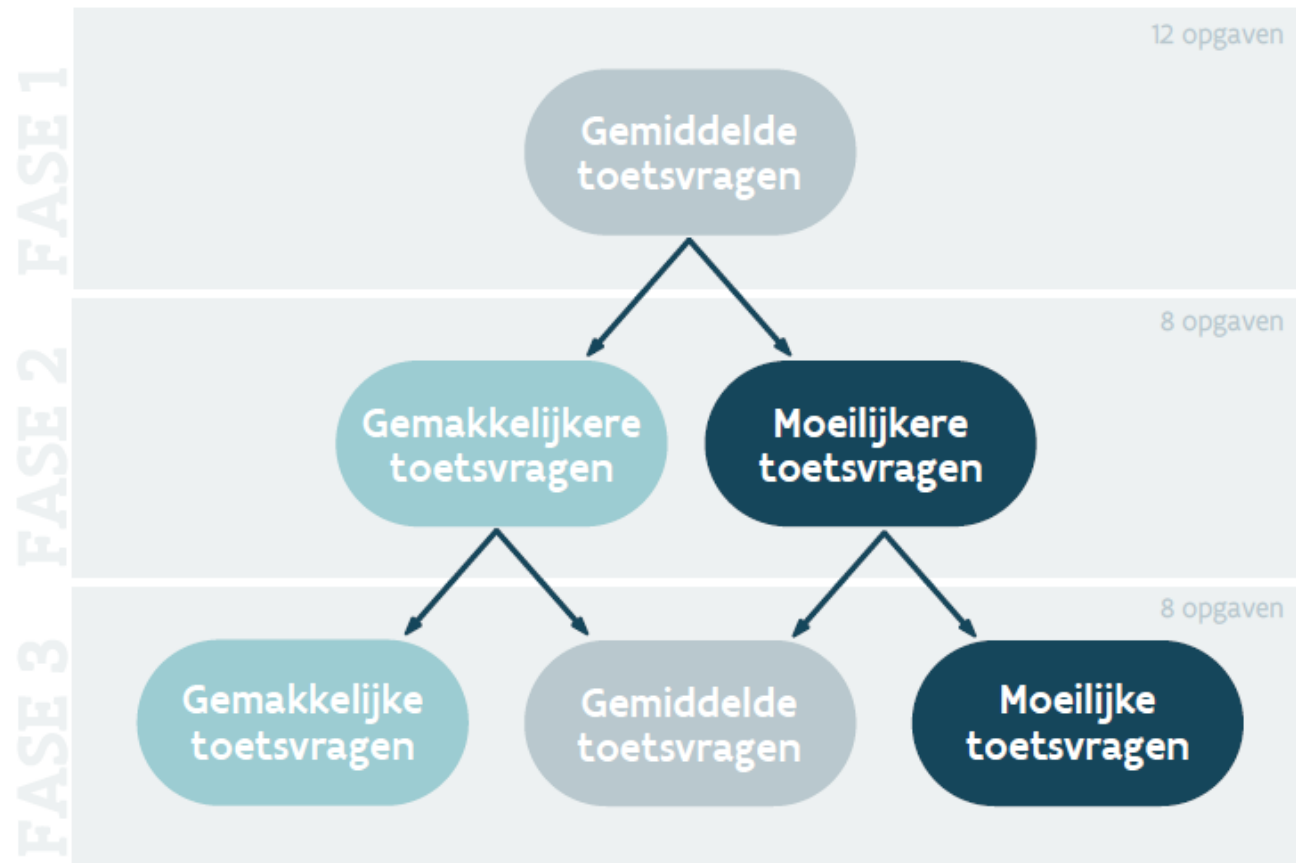 FASE 1
12 opgaven
Gemiddelde
toetsvragen
FASE 2
8 opgaven
Gemakkelijkere
toetsvragen
Moeilijkere
toetsvragen
FASE 3
8 opgaven
Gemakkelijke
toetsvragen
Gemiddelde
toetsvragen
Moeilijke
toetsvragen